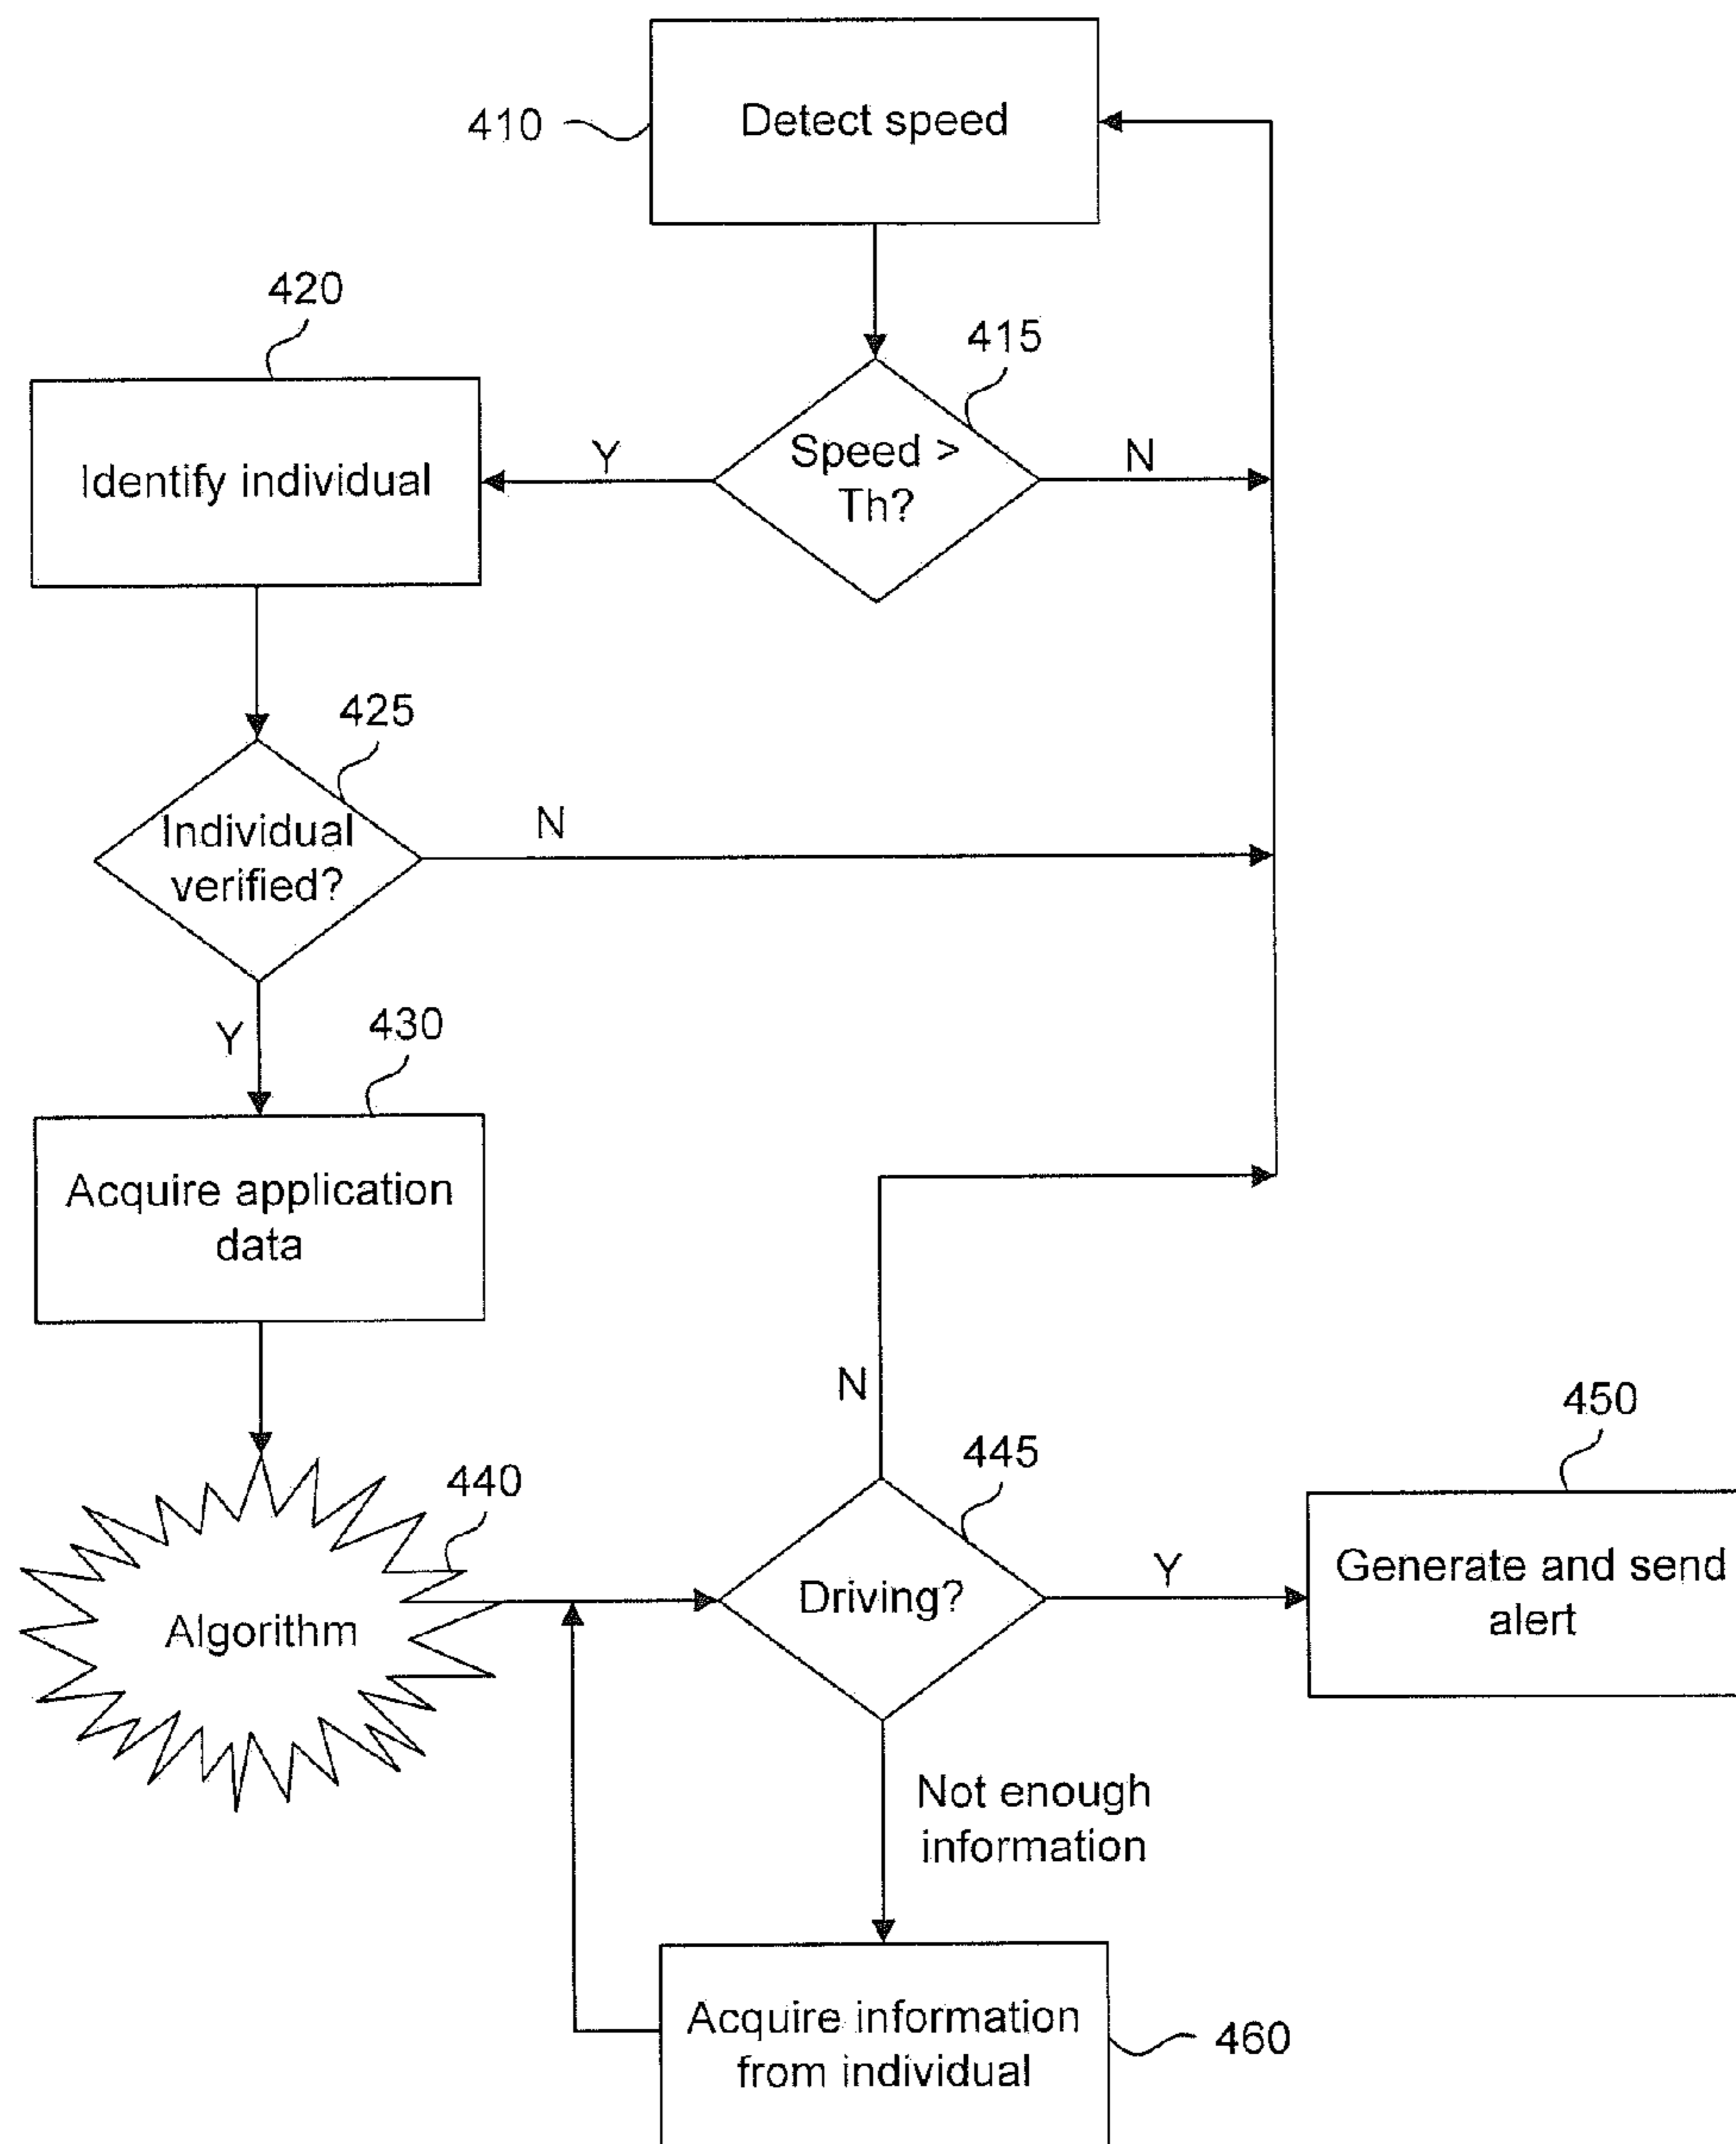 410
Detect speed
420
415
Identify individual
Y
Speed >
Th?
N
425
Individual
verified?
N
Y
430
Acquire application
data
N
440
Algorithm
445
Driving?
Y
450
Generate and send
alert
Not enough
information
Acquire information
from individual
460